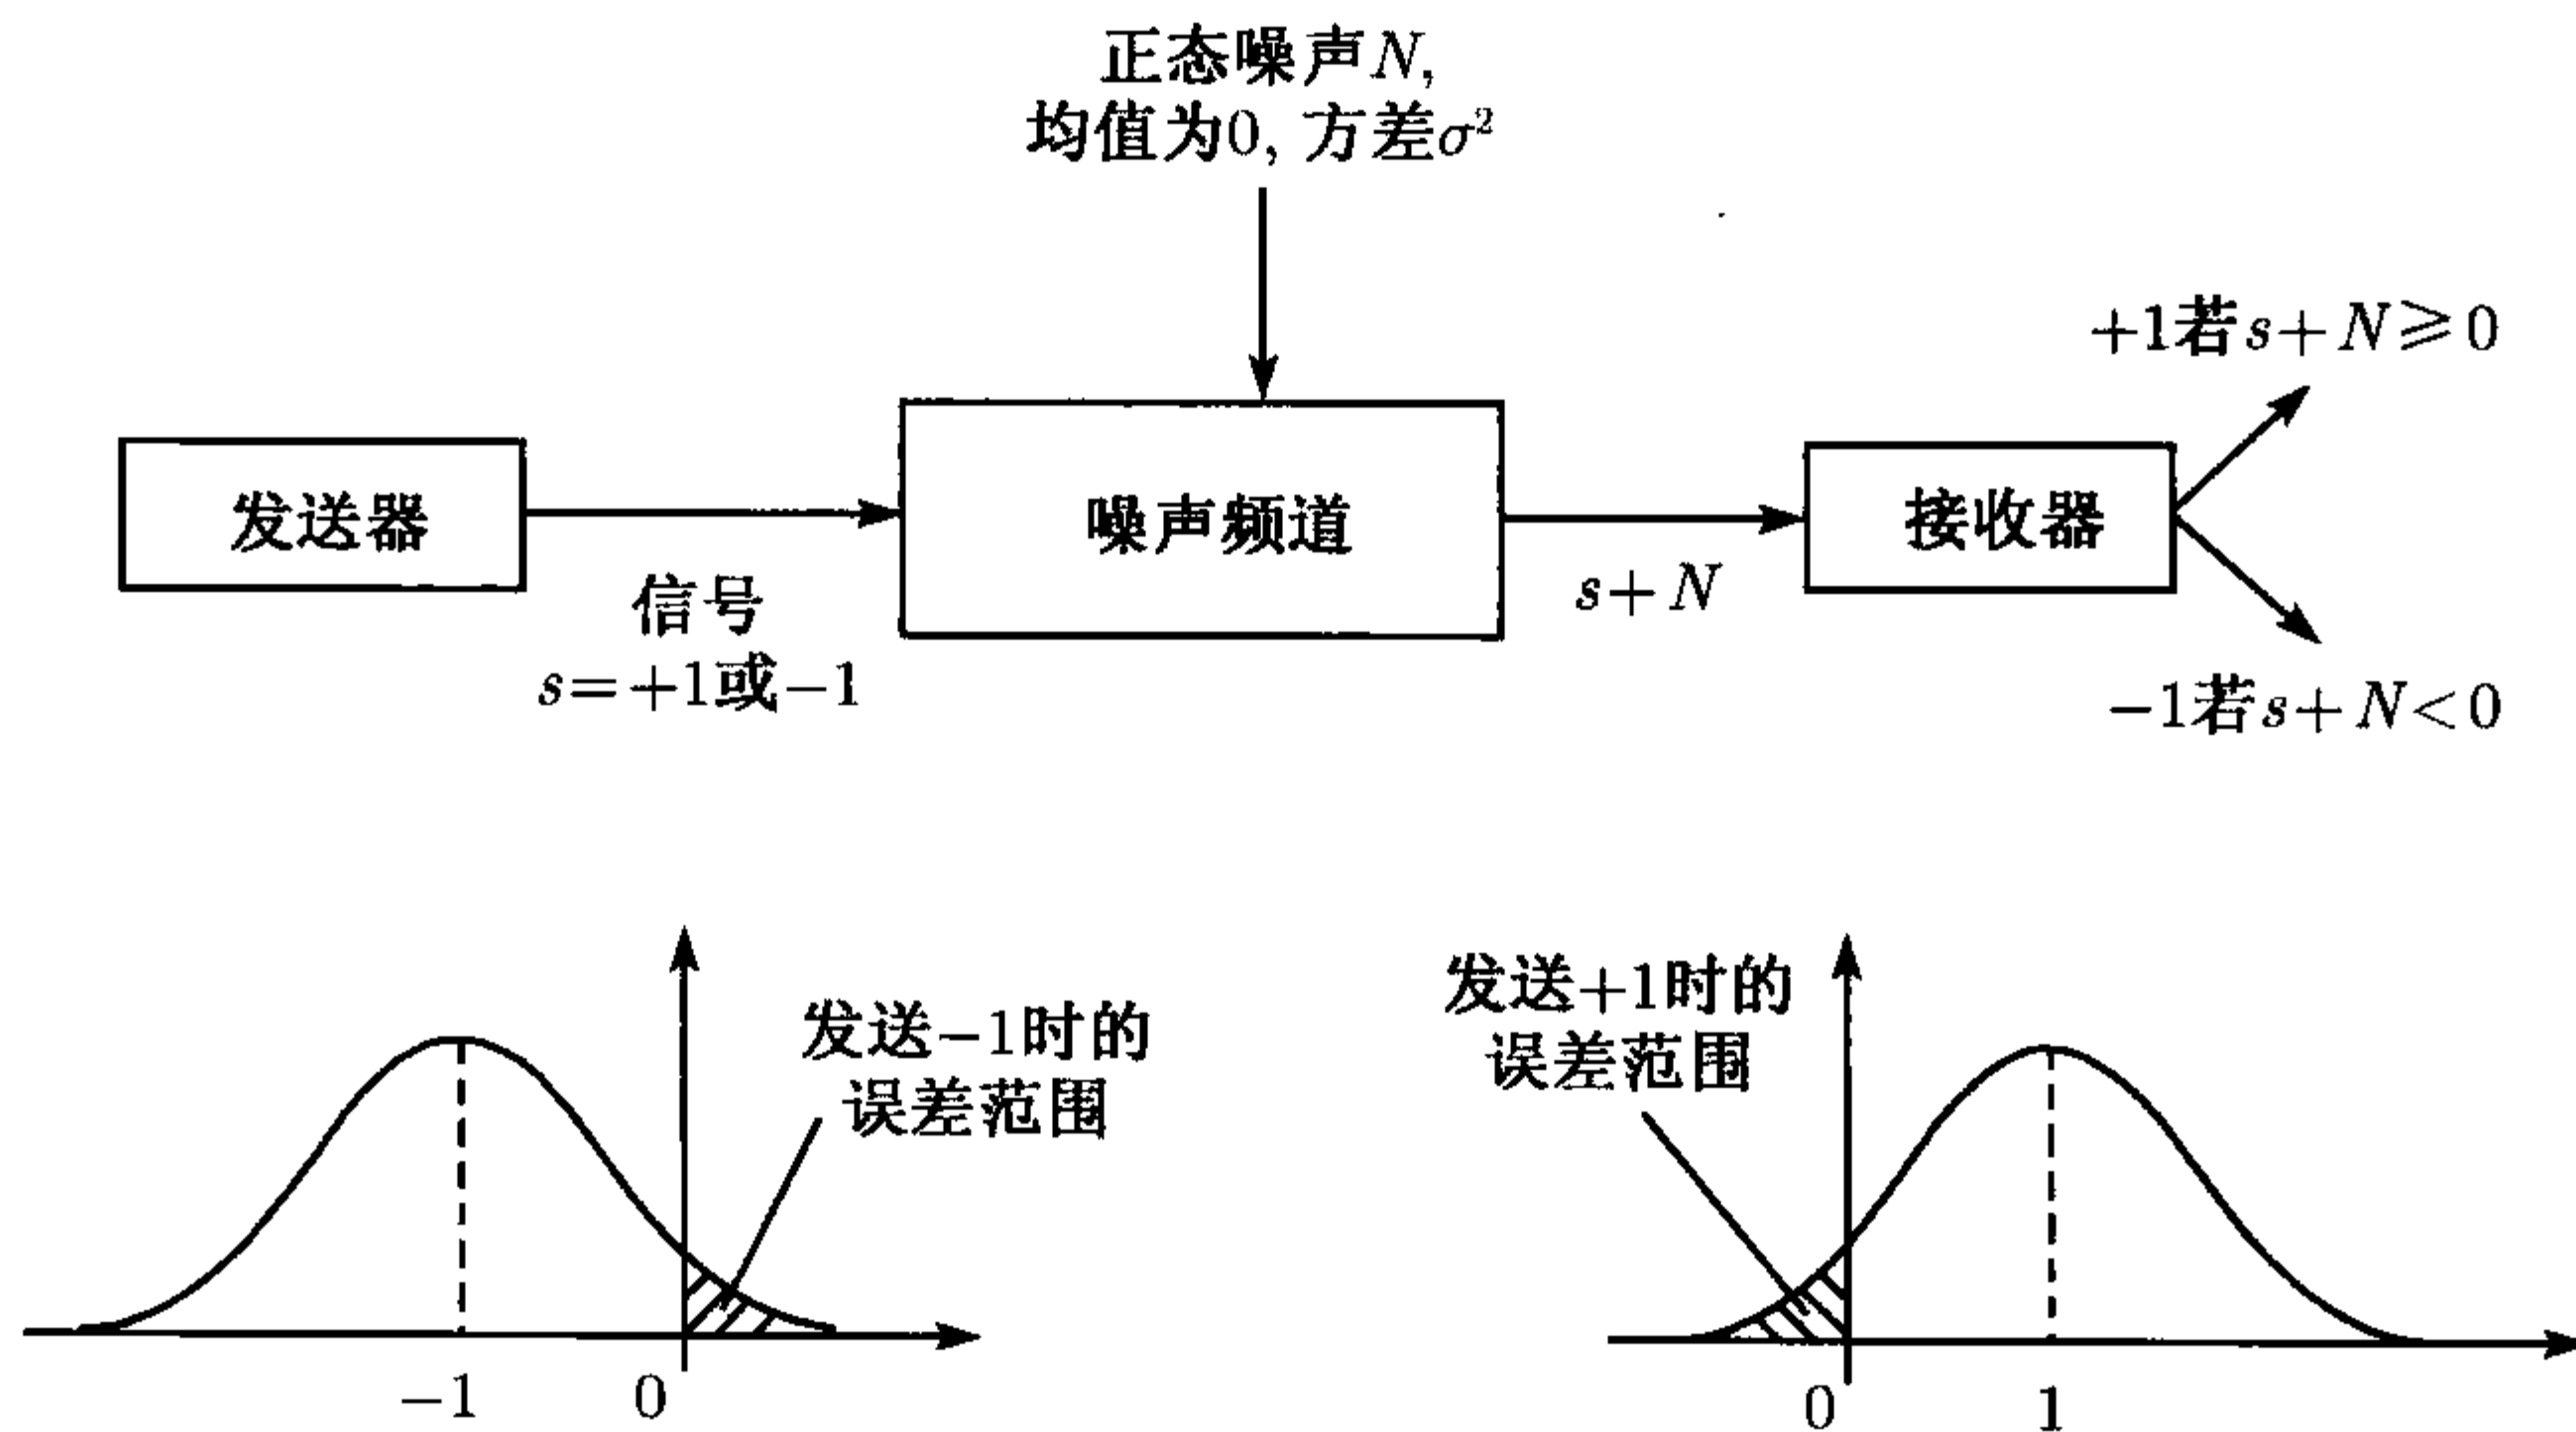 正态噪声N,
均值为0, 方差σ²
+1若s+N⩾0
发送器
噪声频道
接收器
信号
s=+1或−1
s+N
−1若s+N<0
发送−1时的
误差范围
发送+1时的
误差范围
−1
0
0
1